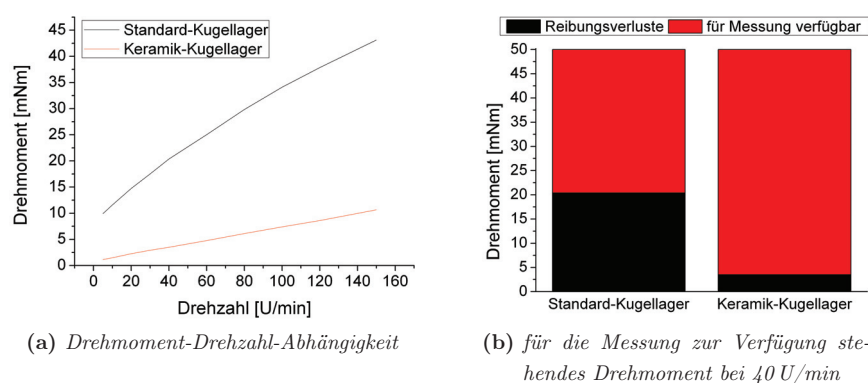 45
40
35
30
25
20
15
10
5
0
Drehmoment [mNm]
Standard-Kugellager
Keramik-Kugellager
0 20 40 60 80 100 120 140 160
Drehzahl [U/min]
(a) Drehmoment-Drehzahl-Abhängigkeit
Reibungsverluste für Messung verfügbar
50
45
40
35
30
25
20
15
10
5
0
Drehmoment [mNm]
Standard-Kugellager Keramik-Kugellager
(b) für die Messung zur Verfügung ste-
hendes Drehmoment bei 40 U/min